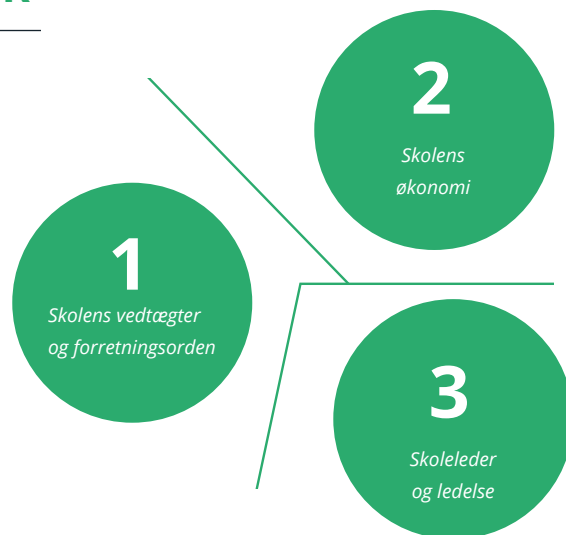 1
Skolens vedtægter
og forretningsorden
2
Skolens
økonomi
3
Skoleleder
og ledelse